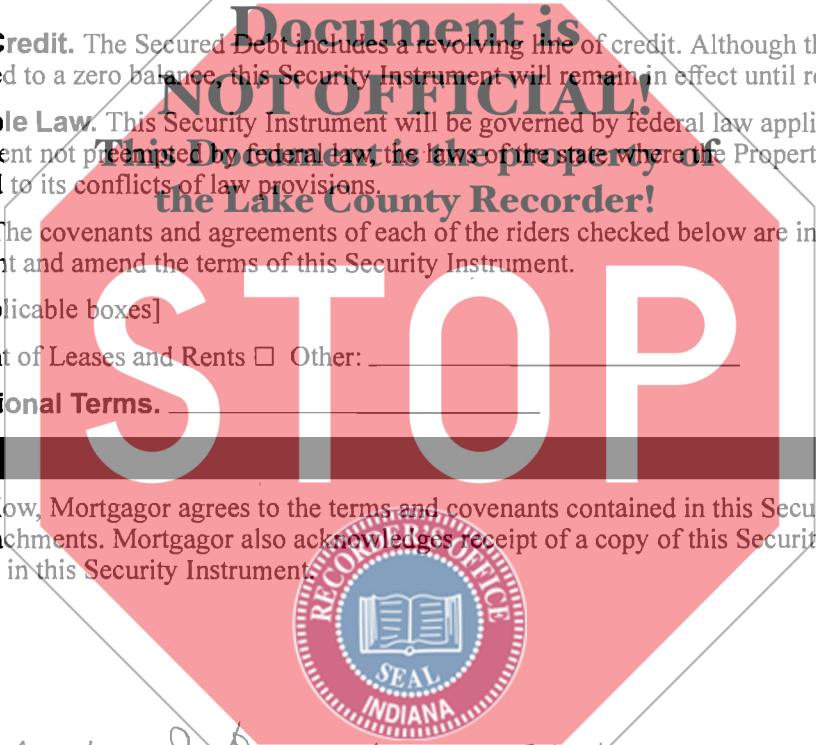 Document is
redit. The Secured Debt includes a revolving line of credit. Although th
ed to a zero balance, this Security Instrument will remain in effect until re
NOT OFFICIAL!
le Law. This Security Instrument will be governed by federal law appli
ent not preempted by federal law, the laws of the state where the Propert
This Document is the property of
l to its conflicts of law provisions.
the Lake County Recorder!
The covenants and agreements of each of the riders checked below are in
nt and amend the terms of this Security Instrument.
STOP
plicable boxes]
t of Leases and Rents ☐ Other:
ional Terms.
low, Mortgagor agrees to the terms and covenants contained in this Secu
chments. Mortgagor also acknowledges receipt of a copy of this Securit
in this Security Instrument.
RECORDER'S OFFICE
SEAL
INDIANA